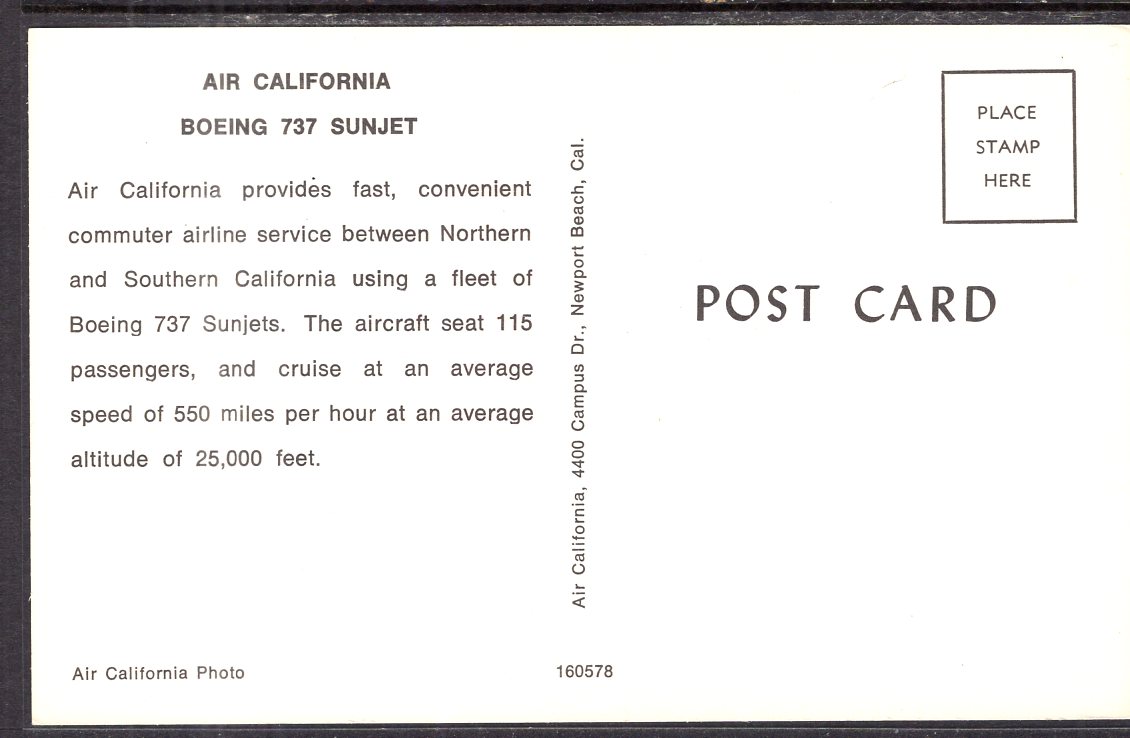 AIR CALIFORNIA
BOEING 737 SUNJET
Air California provides fast, convenient
commuter airline service between Northern
and Southern California using a fleet of
Boeing 737 Sunjets. The aircraft seat 115
passengers, and cruise at an average
speed of 550 miles per hour at an average
altitude of 25,000 feet.
Air California Photo
Air California, 4400 Campus Dr., Newport Beach, Cal.
160578
PLACE
STAMP
HERE
POST CARD